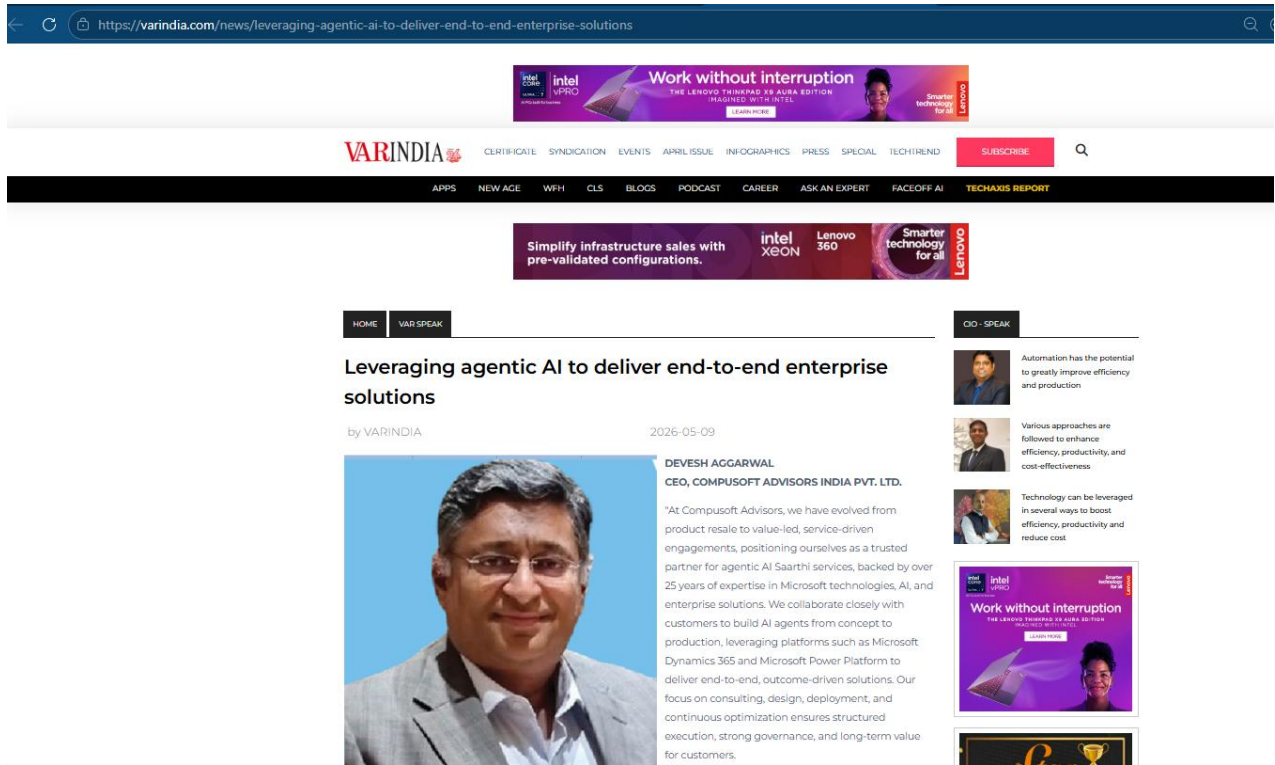 https://varindia.com/news/leveraging-agentic-ai-to-deliver-end-to-end-enterprise-solutions
intel CORE
intel vPRO
Work without interruption
THE LENOVO THINKPAD X9 AURA EDITION
IMAGINED WITH INTEL
LEARN MORE
Smarter technology for all
Lenovo
VARINDIA
CERTIFICATE SYNDICATION EVENTS APRIL ISSUE INFOGRAPHICS PRESS SPECIAL TECHTREND SUBSCRIBE
APPS NEW AGE WFH CLS BLOGS PODCAST CAREER ASK AN EXPERT FACEOFF AI TECHAXIS REPORT
Simplify infrastructure sales with
pre-validated configurations.
intel XEON
Lenovo 360
Smarter technology for all
Lenovo
HOME VAR SPEAK
Leveraging agentic AI to deliver end-to-end enterprise
solutions
by VARINDIA 2026-05-09
DEVESH AGGARWAL
CEO, COMPUSOFT ADVISORS INDIA PVT. LTD.
"At Compusoft Advisors, we have evolved from
product resale to value-led, service-driven
engagements, positioning ourselves as a trusted
partner for agentic AI Saarthi services, backed by over
25 years of expertise in Microsoft technologies, AI, and
enterprise solutions. We collaborate closely with
customers to build AI agents from concept to
production, leveraging platforms such as Microsoft
Dynamics 365 and Microsoft Power Platform to
deliver end-to-end, outcome-driven solutions. Our
focus on consulting, design, deployment, and
continuous optimization ensures structured
execution, strong governance, and long-term value
for customers.
CIO - SPEAK
Automation has the potential
to greatly improve efficiency
and production
Various approaches are
followed to enhance
efficiency, productivity, and
cost-effectiveness
Technology can be leveraged
in several ways to boost
efficiency, productivity and
reduce cost
intel CORE
intel vPRO
Smarter technology for all
Lenovo
Work without interruption
THE LENOVO THINKPAD X9 AURA EDITION
IMAGINED WITH INTEL
LEARN MORE